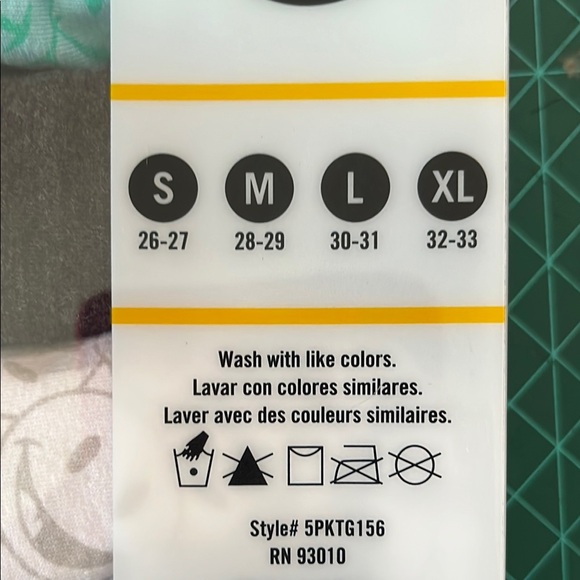 S M L XL
26-27 28-29 30-31 32-33
Wash with like colors.
Lavar con colores similares.
Laver avec des couleurs similaires.
Style# 5PKTG156
RN 93010